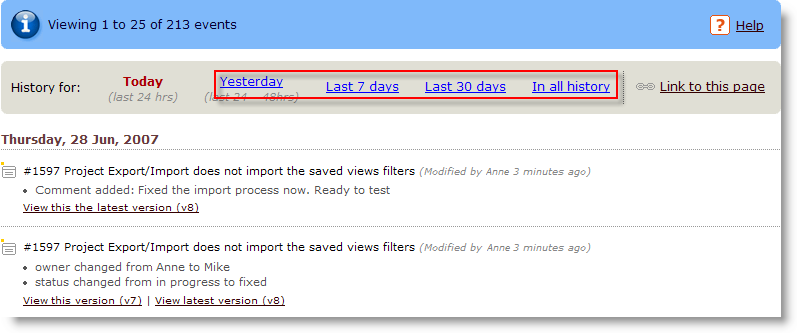 Viewing 1 to 25 of 213 events
? Help
History for: Today Yesterday Last 7 days Last 30 days In all history Link to this page
(last 24 hrs) (last 24 - 48hrs)
Thursday, 28 Jun, 2007
#1597 Project Export/Import does not import the saved views filters (Modified by Anne 3 minutes ago)
• Comment added: Fixed the import process now. Ready to test
View this the latest version (v8)
#1597 Project Export/Import does not import the saved views filters (Modified by Anne 3 minutes ago)
• owner changed from Anne to Mike
• status changed from in progress to fixed
View this version (v7) | View latest version (v8)